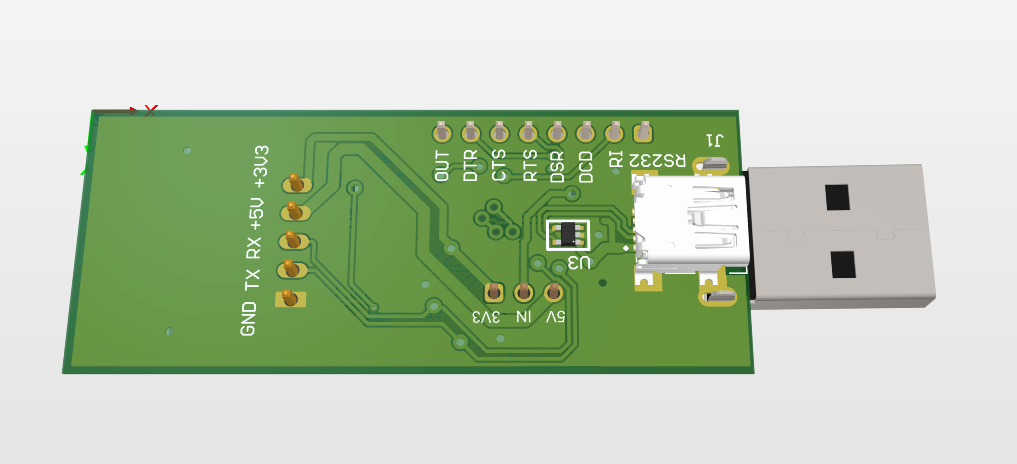 X
J1
OUT
DTR
CTS
RTS
DSR
DCD
RI
RS232
GND TX RX +5V +3V3
U3
3V3
IN
5V